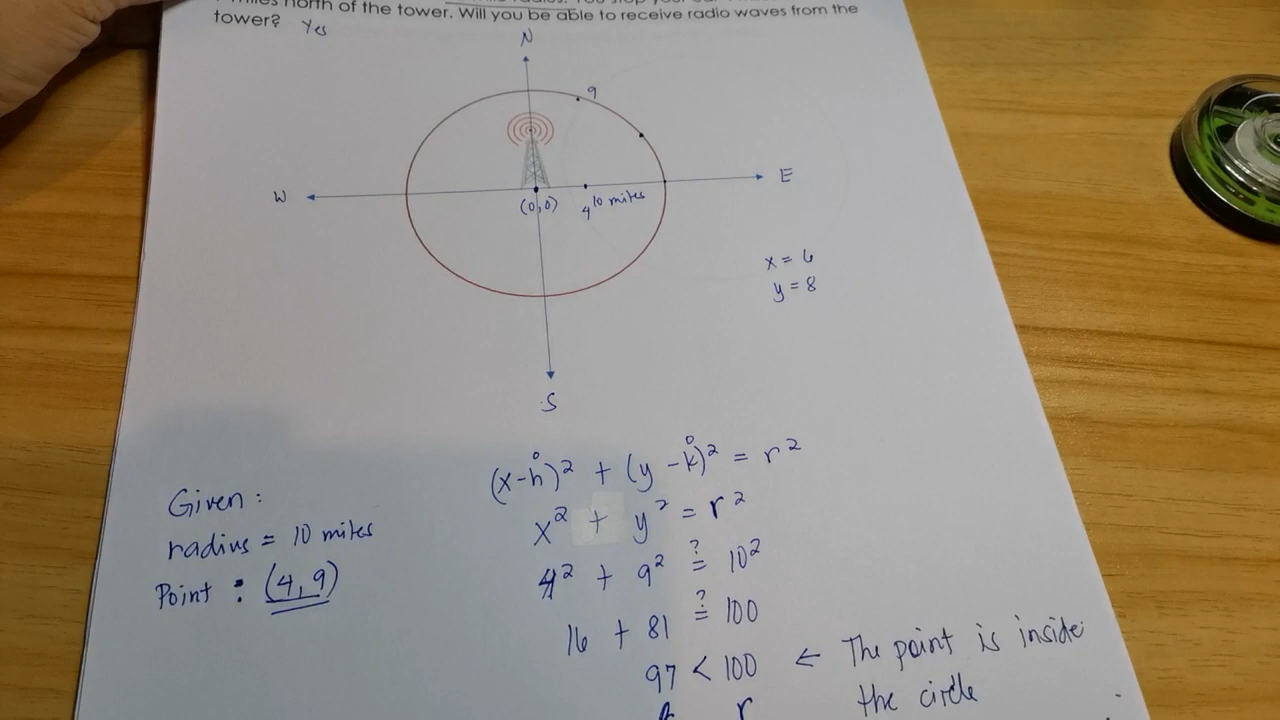 north of the tower. Will you be able to receive radio waves from the
tower? Yes
N
9
W
E
(0,0)
4 10 miles
x = 6
y = 8
S
(x-h)² + (y-k)² = r²
0 0
Given:
x² + y² = r²
radius = 10 miles
4² + 9² ≟ 10²
Point : (4,9)
16 + 81 ≟ 100
97 < 100 ← The point is inside
the circle
r